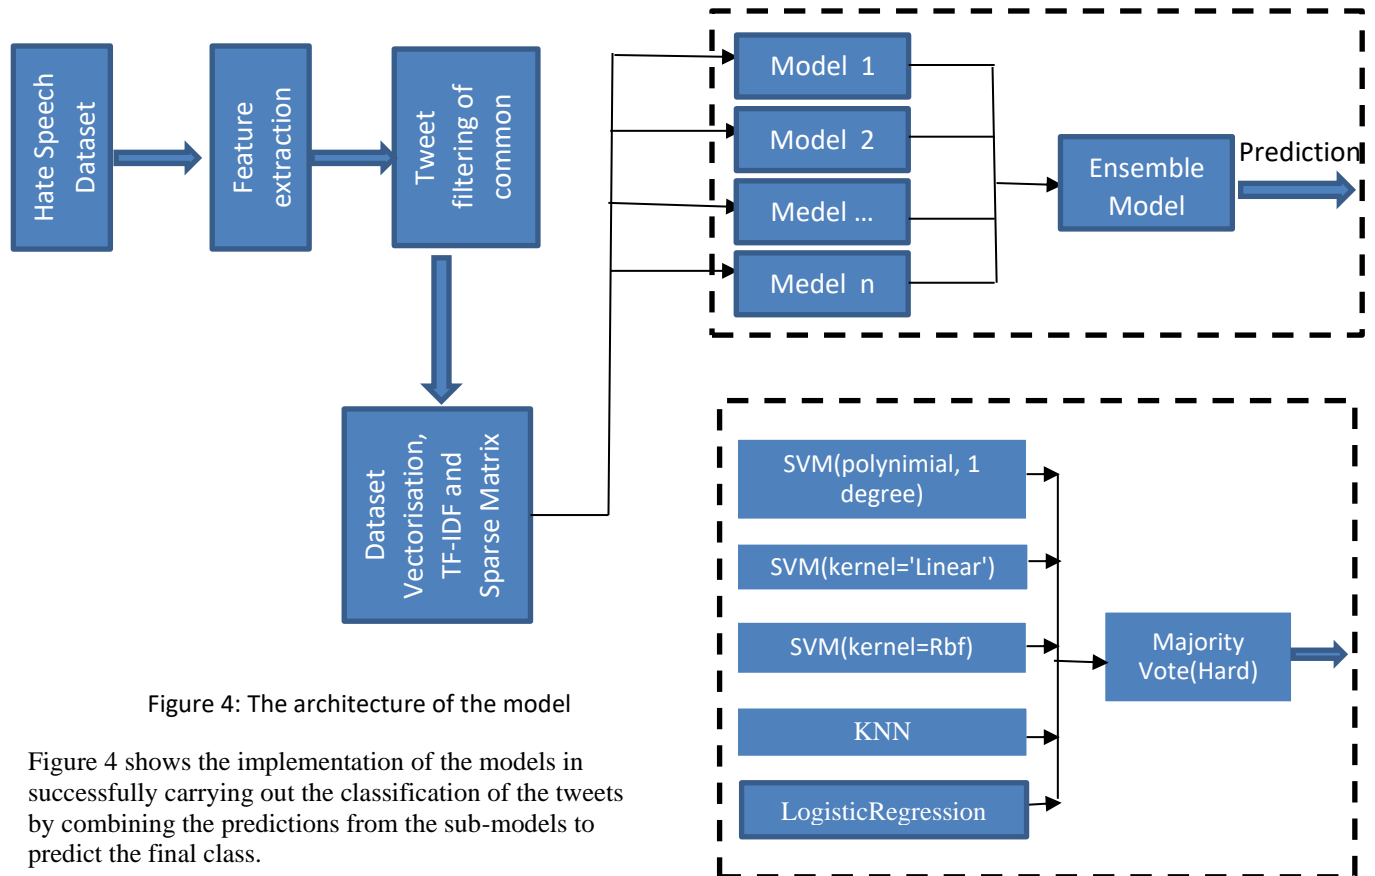 Hate Speech
Dataset
Feature
extraction
Tweet
filtering of
common
Dataset
Vectorisation,
TF-IDF and
Sparse Matrix
Model 1
Model 2
Medel ...
Medel n
Ensemble
Model
Prediction
SVM(polynimial, 1
degree)
SVM(kernel='Linear')
SVM(kernel=Rbf)
KNN
LogisticRegression
Majority
Vote(Hard)
Figure 4: The architecture of the model
Figure 4 shows the implementation of the models in
successfully carrying out the classification of the tweets
by combining the predictions from the sub-models to
predict the final class.